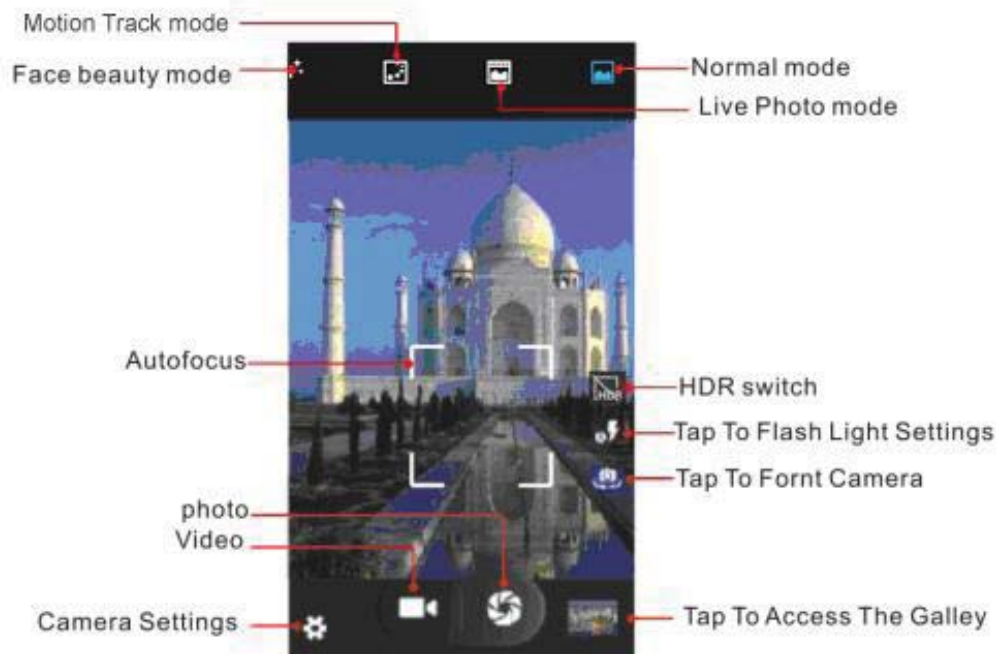 Motion Track mode
Face beauty mode
Normal mode
Live Photo mode
Autofocus
HDR
HDR switch
Tap To Flash Light Settings
Tap To Fornt Camera
photo
Video
Camera Settings
Tap To Access The Galley